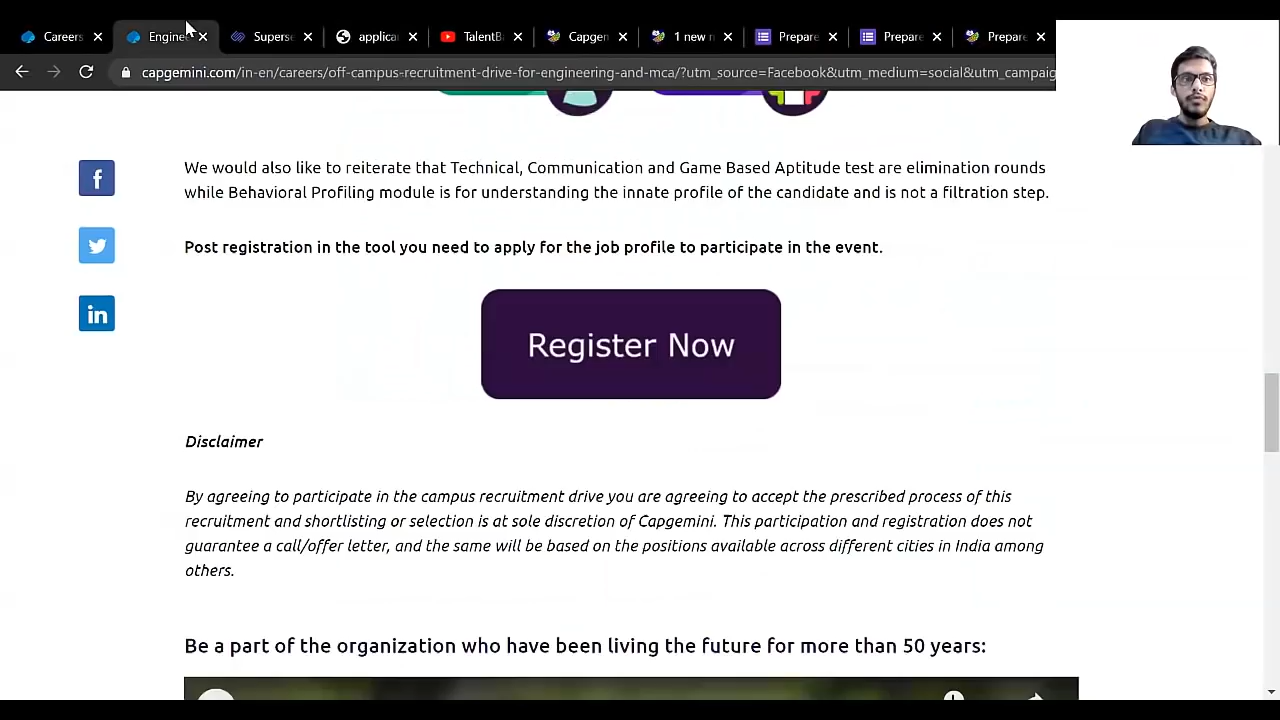 Careers
Engine
Superse
applica
TalentB
Capgen
1 new n
Prepare
Prepare
Prepare
capgemini.com/in-en/careers/off-campus-recruitment-drive-for-engineering-and-mca/?utm_source=Facebook&utm_medium=social&utm_campaig
We would also like to reiterate that Technical, Communication and Game Based Aptitude test are elimination rounds
while Behavioral Profiling module is for understanding the innate profile of the candidate and is not a filtration step.
Post registration in the tool you need to apply for the job profile to participate in the event.
Register Now
Disclaimer
By agreeing to participate in the campus recruitment drive you are agreeing to accept the prescribed process of this
recruitment and shortlisting or selection is at sole discretion of Capgemini. This participation and registration does not
guarantee a call/offer letter, and the same will be based on the positions available across different cities in India among
others.
Be a part of the organization who have been living the future for more than 50 years: